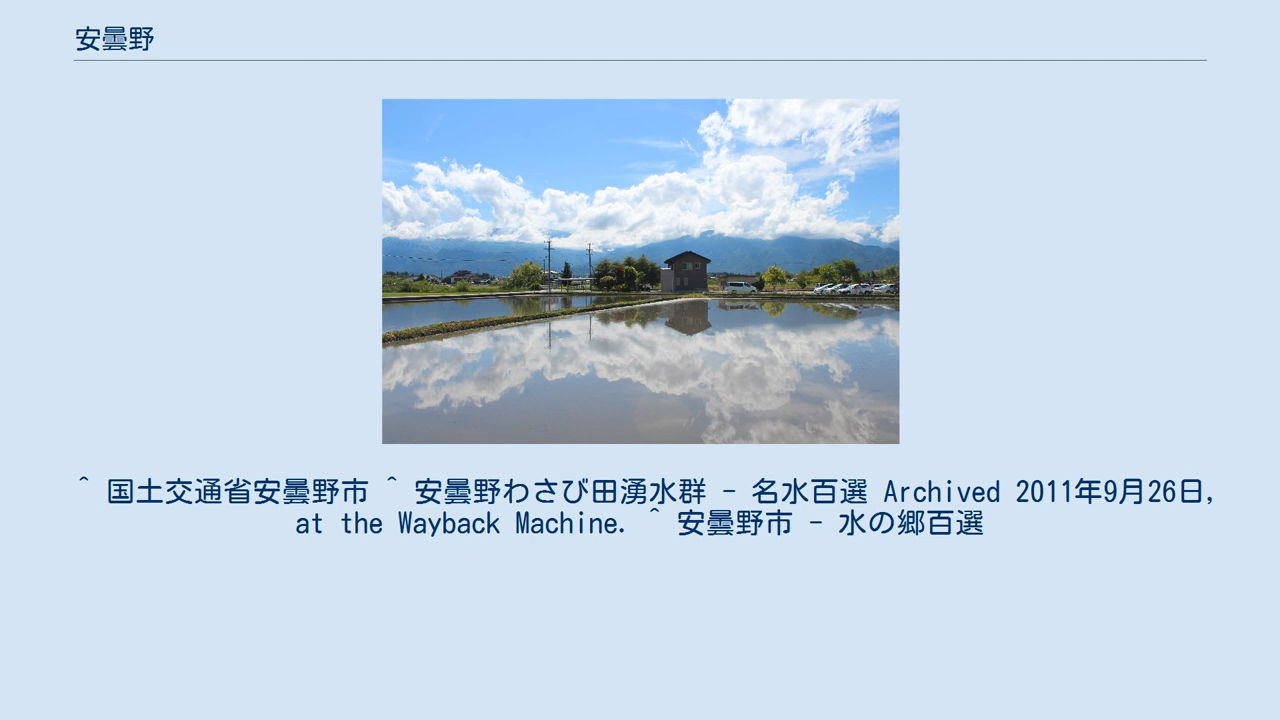 安曇野
^ 国土交通省安曇野市 ^ 安曇野わさび田湧水群 - 名水百選 Archived 2011年9月26日,
at the Wayback Machine. ^ 安曇野市 - 水の郷百選